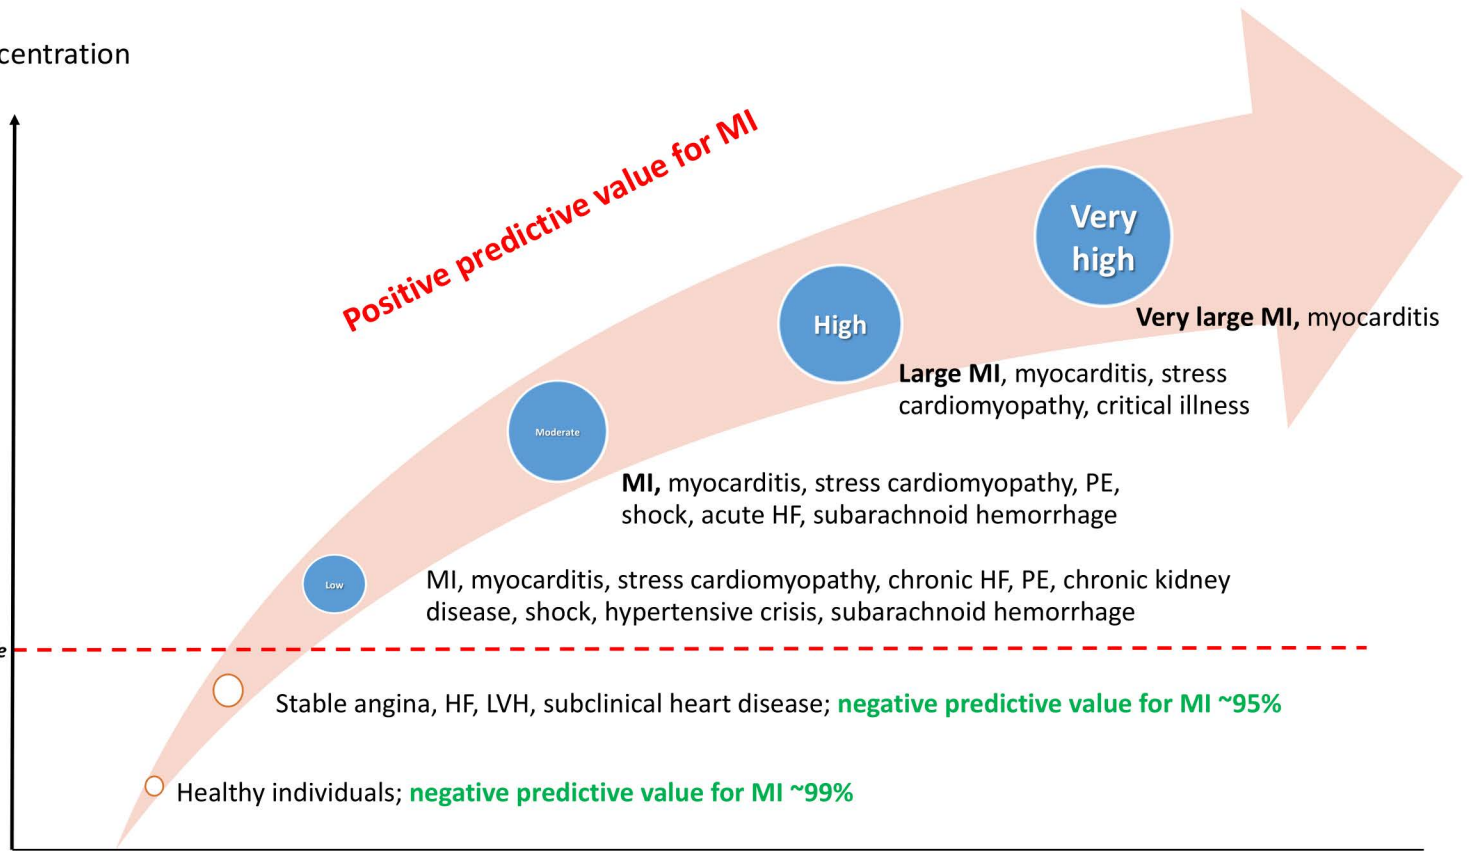 centration
Positive predictive value for MI
Very
high
Very large MI, myocarditis
High
Large MI, myocarditis, stress
cardiomyopathy, critical illness
Moderate
MI, myocarditis, stress cardiomyopathy, PE,
shock, acute HF, subarachnoid hemorrhage
Low
MI, myocarditis, stress cardiomyopathy, chronic HF, PE, chronic kidney
disease, shock, hypertensive crisis, subarachnoid hemorrhage
e
Stable angina, HF, LVH, subclinical heart disease; negative predictive value for MI ~95%
Healthy individuals; negative predictive value for MI ~99%